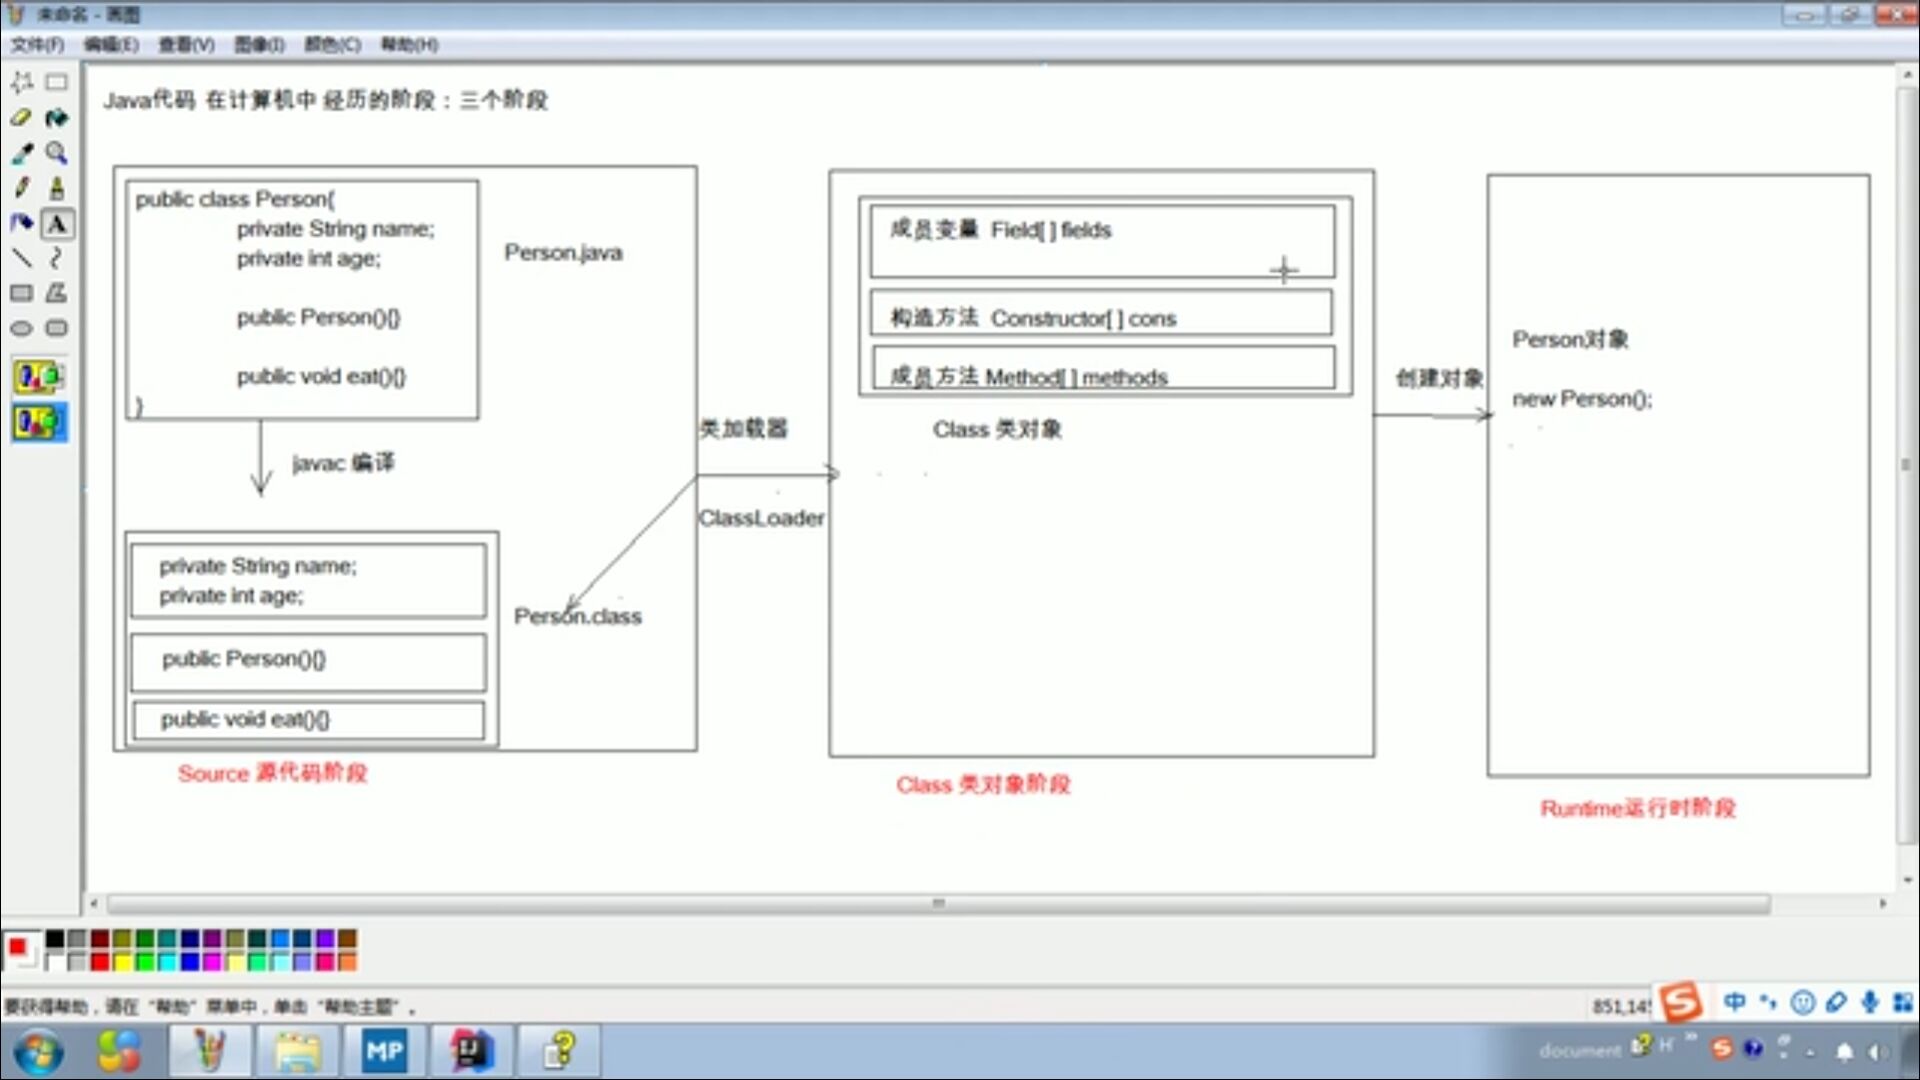 未命名 - 画图
文件(F) 编辑(E) 查看(V) 图像(I) 颜色(C) 帮助(H)
Java代码 在计算机中 经历的阶段：三个阶段
public class Person{
private String name;
private int age;
public Person(){}
public void eat(){}
}
Person.java
javac 编译
private String name;
private int age;
public Person(){}
public void eat(){}
Person.class
Source 源代码阶段
类加载器
ClassLoader
成员变量 Field[ ] fields
构造方法 Constructor[ ] cons
成员方法 Method[ ] methods
Class 类对象
Class 类对象阶段
创建对象
Person对象
new Person();
Runtime运行时阶段
要获得帮助，请在“帮助”菜单中，单击“帮助主题”。
851,14
中
MP
IJ
document